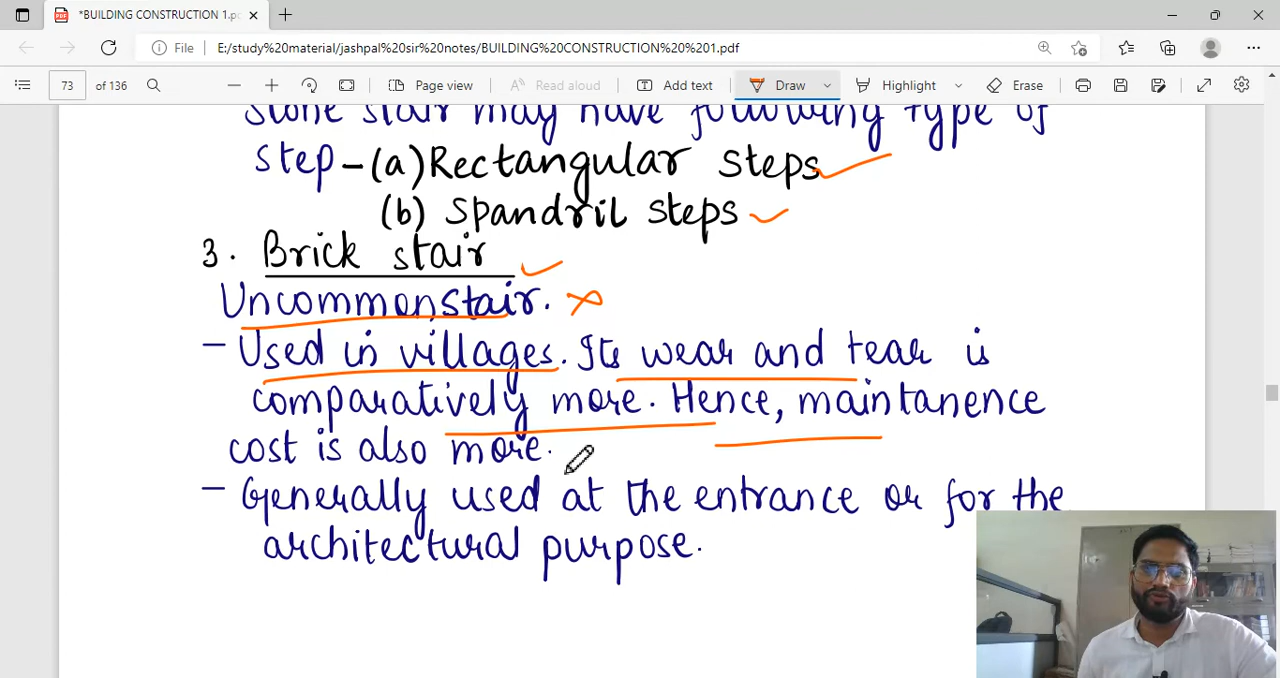 *BUILDING CONSTRUCTION 1.pdf
File E:/study%20material/jashpal%20sir%20notes/BUILDING%20CONSTRUCTION%20%201.pdf
73 of 136 Page view Read aloud Add text Draw Highlight Erase
Stone stair may have following type of
step-(a) Rectangular steps
(b) Spandril steps
3. Brick stair
Uncommon stair.
- Used in villages. Its wear and tear is
comparatively more. Hence, maintanence
cost is also more.
- Generally used at the entrance or for the
architectural purpose.